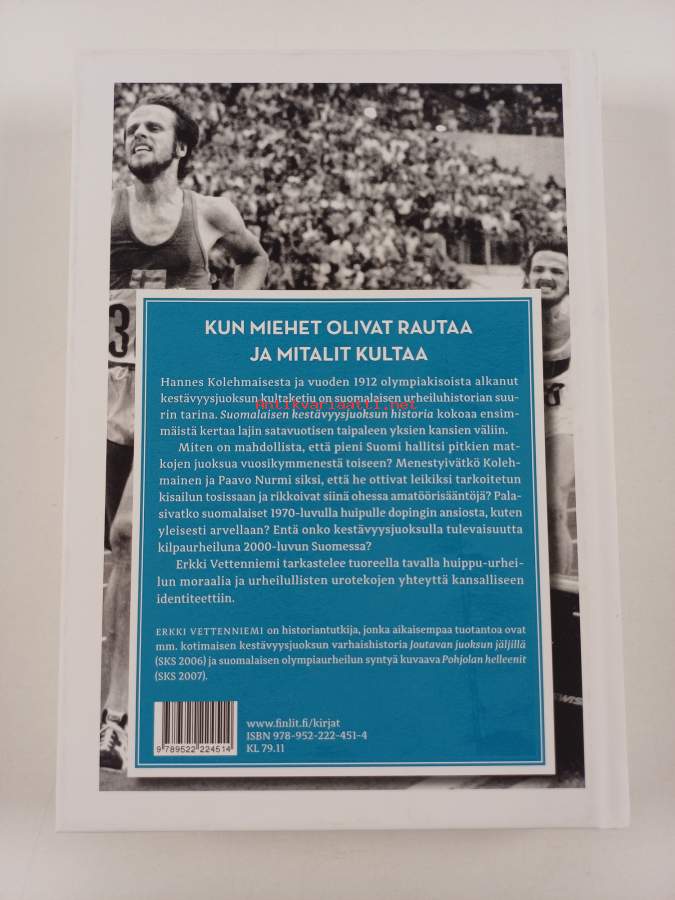 3
KUN MIEHET OLIVAT RAUTAA
JA MITALIT KULTAA
Hannes Kolehmaisesta ja vuoden 1912 olympiakisoista alkanut
kestävyysjuoksun kultaketju on suomalaisen urheiluhistorian suu-
rin tarina. Suomalaisen kestävyysjuoksun historia kokoaa ensim-
mäistä kertaa lajin satavuotisen taipaleen yksien kansien väliin.
Antikvariaatti.net
Miten on mahdollista, että pieni Suomi hallitsi pitkien mat-
kojen juoksua vuosikymmenestä toiseen? Menestyivätkö Koleh-
mainen ja Paavo Nurmi siksi, että he ottivat leikiksi tarkoitetun
kisailun tosissaan ja rikkoivat siinä ohessa amatöörisääntöjä? Pala-
sivatko suomalaiset 1970-luvulla huipulle dopingin ansiosta, kuten
yleisesti arvellaan? Entä onko kestävyysjuoksulla tulevaisuutta
kilpaurheiluna 2000-luvun Suomessa?
Erkki Vettenniemi tarkastelee tuoreella tavalla huippu-urhei-
lun moraalia ja urheilullisten urotekojen yhteyttä kansalliseen
identiteettiin.
ERKKI VETTENNIEMI on historiantutkija, jonka aikaisempaa tuotantoa ovat
mm. kotimaisen kestävyysjuoksun varhaishistoria Joutavan juoksun jäljillä
(SKS 2006) ja suomalaisen olympiaurheilun syntyä kuvaava Pohjolan helleenit
(SKS 2007).
www.finlit.fi/kirjat
ISBN 978-952-222-451-4
KL 79.11
9 789522 224514